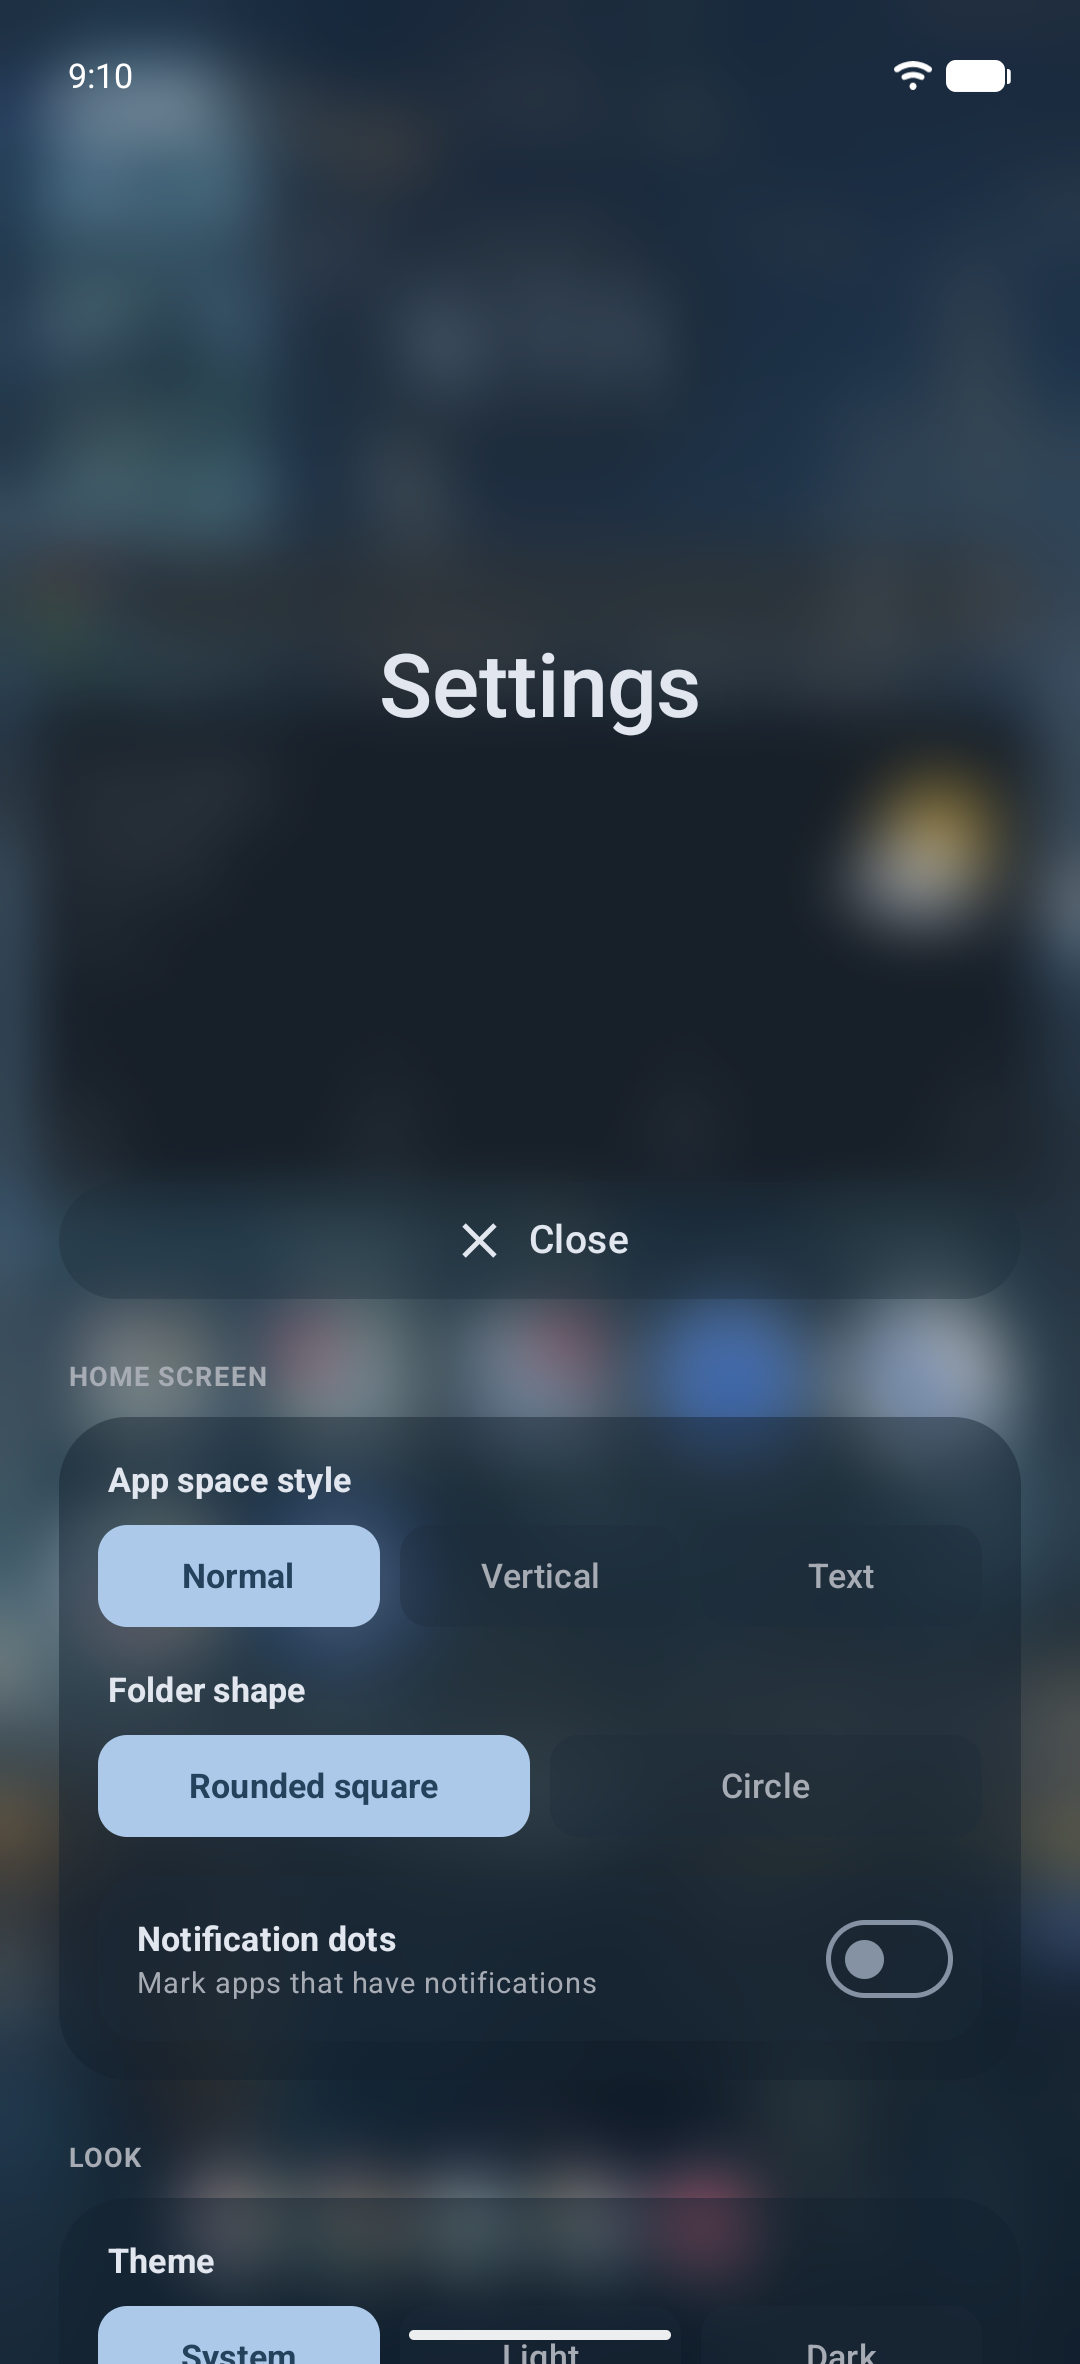 9:10
Settings
Close
HOME SCREEN
App space style
Normal
Vertical
Text
Folder shape
Rounded square
Circle
Notification dots
Mark apps that have notifications
LOOK
Theme
System
Light
Dark